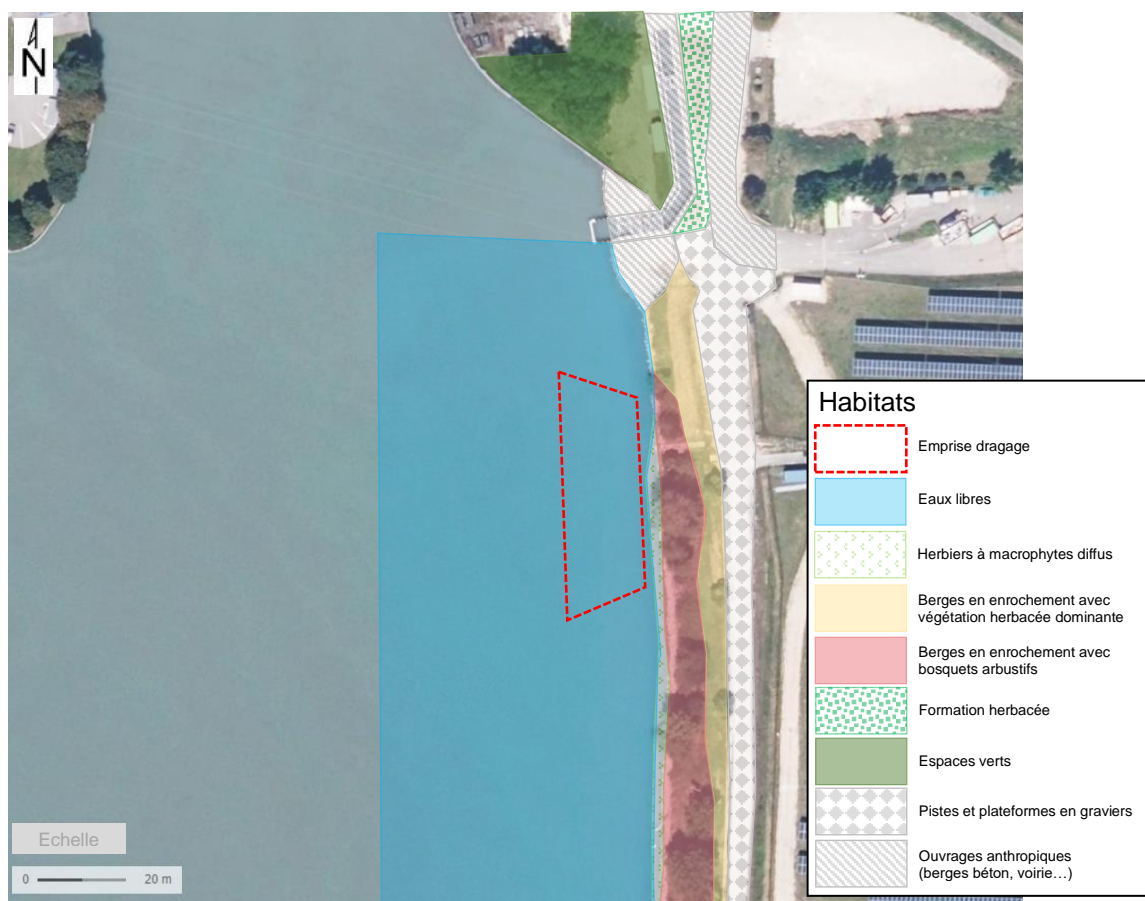 N
Habitats
Emprise dragage
Eaux libres
Herbiers à macrophytes diffus
Berges en enrochement avec
végétation herbacée dominante
Berges en enrochement avec
bosquets arbustifs
Formation herbacée
Espaces verts
Pistes et plateformes en graviers
Ouvrages anthropiques
(berges béton, voirie…)
Echelle
0 20 m